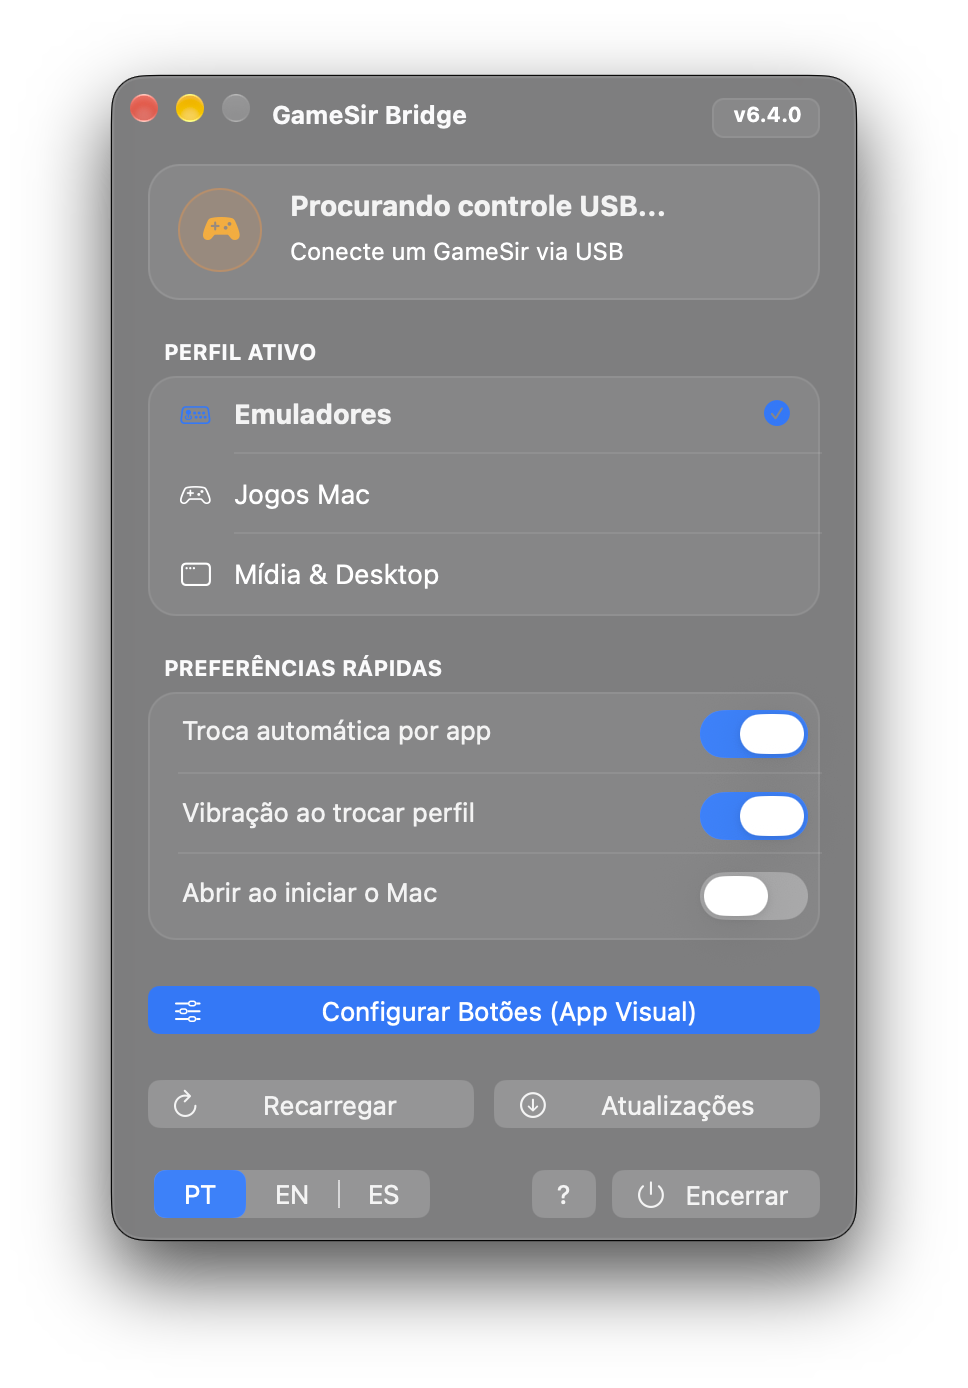 GameSir Bridge
v6.4.0
Procurando controle USB...
Conecte um GameSir via USB
PERFIL ATIVO
Emuladores
Jogos Mac
Mídia & Desktop
PREFERÊNCIAS RÁPIDAS
Troca automática por app
Vibração ao trocar perfil
Abrir ao iniciar o Mac
Configurar Botões (App Visual)
Recarregar
Atualizações
PT
EN
ES
?
Encerrar